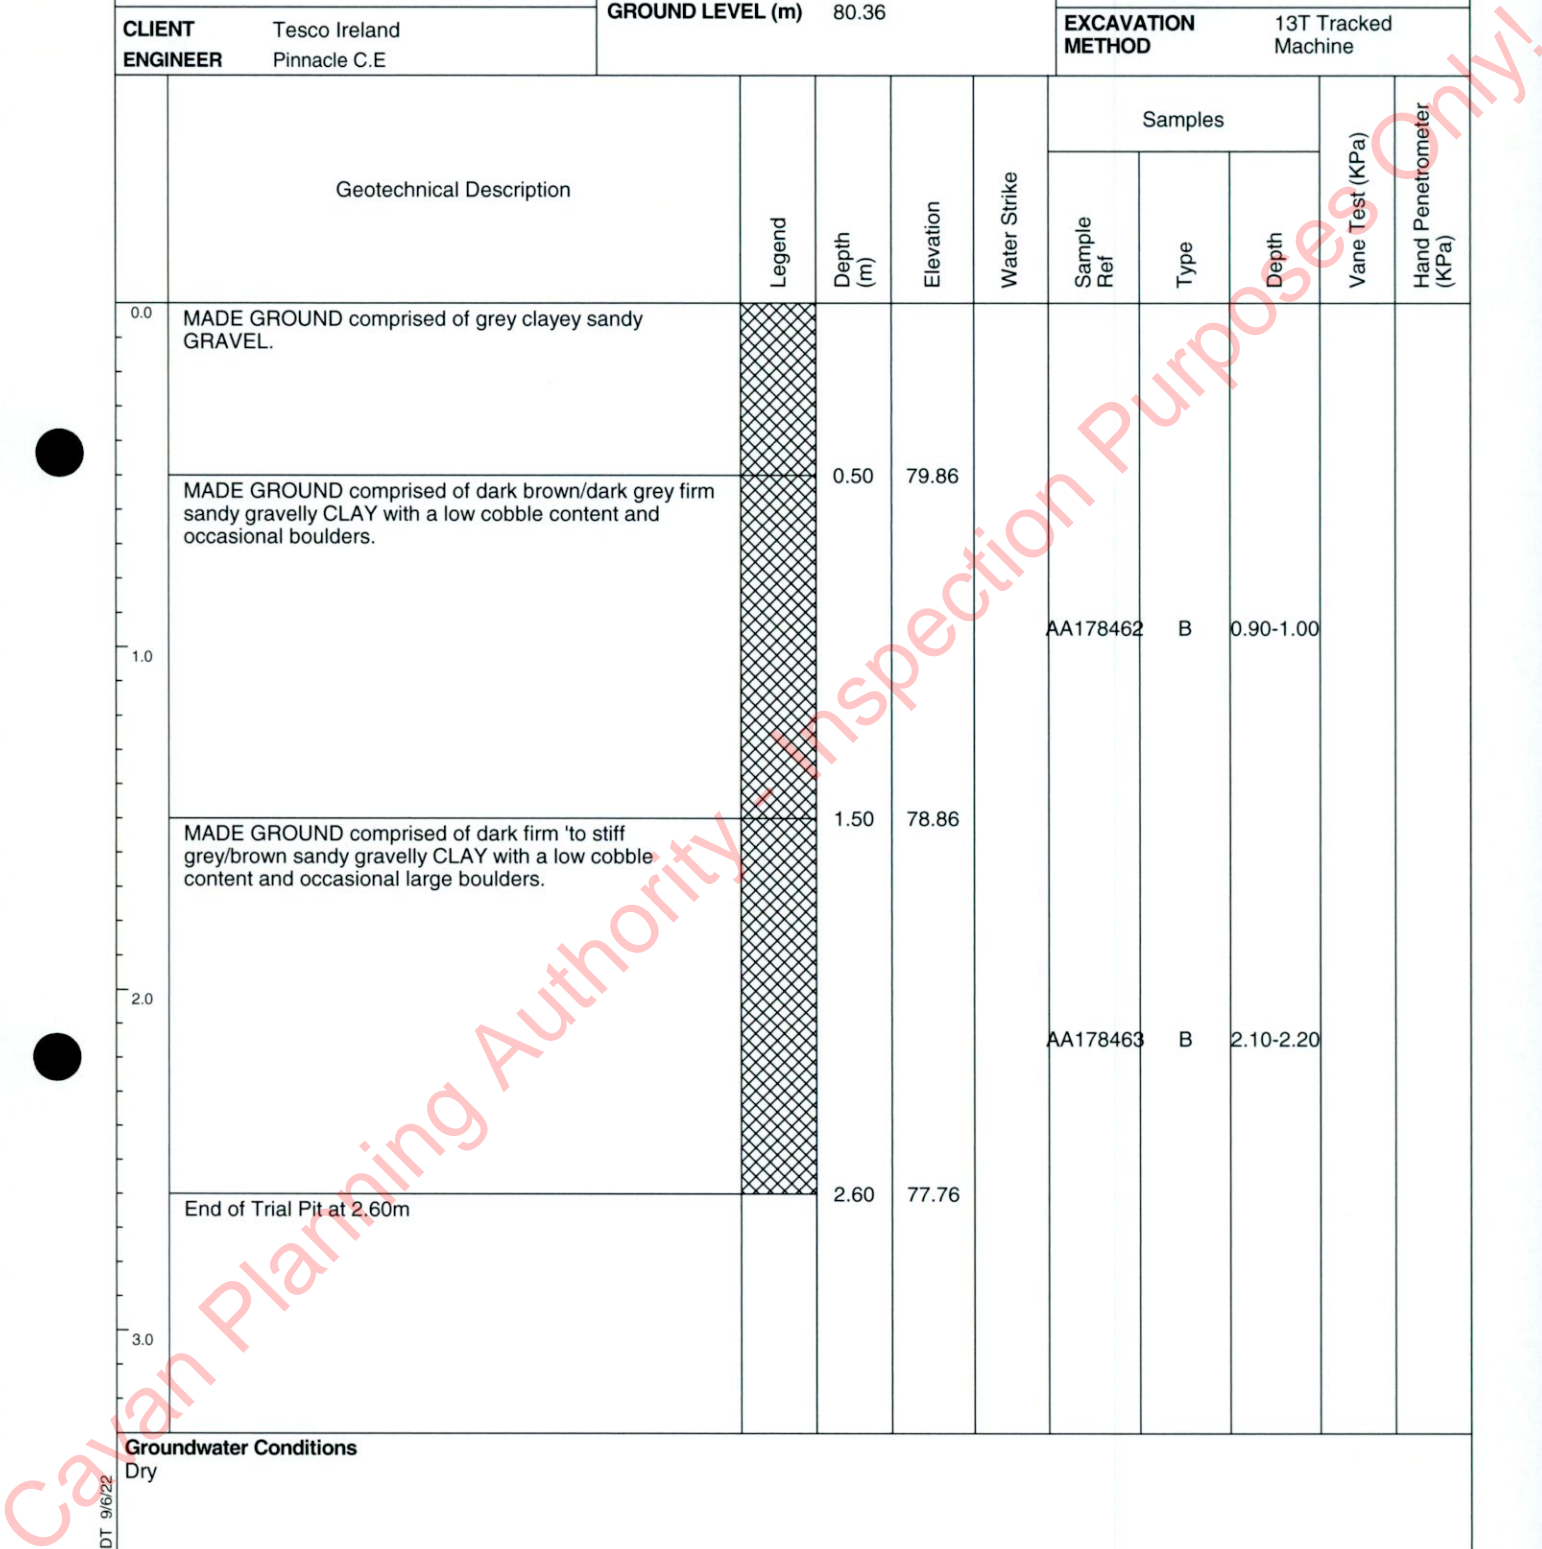 CLIENT Tesco Ireland
ENGINEER Pinnacle C.E
GROUND LEVEL (m) 80.36
EXCAVATION 13T Tracked
METHOD Machine
Geotechnical Description
Legend
Depth
(m)
Elevation
Water Strike
Samples
Sample
Ref
Type
Depth
Vane Test (KPa)
Hand Penetrometer
(KPa)
0.0
MADE GROUND comprised of grey clayey sandy
GRAVEL.
0.50 79.86
MADE GROUND comprised of dark brown/dark grey firm
sandy gravelly CLAY with a low cobble content and
occasional boulders.
AA178462 B 0.90-1.00
1.0
1.50 78.86
MADE GROUND comprised of dark firm 'to stiff
grey/brown sandy gravelly CLAY with a low cobble
content and occasional large boulders.
2.0
AA178463 B 2.10-2.20
2.60 77.76
End of Trial Pit at 2.60m
3.0
Groundwater Conditions
Dry
DT 9/6/22
Cavan Planning Authority - Inspection Purposes Only!